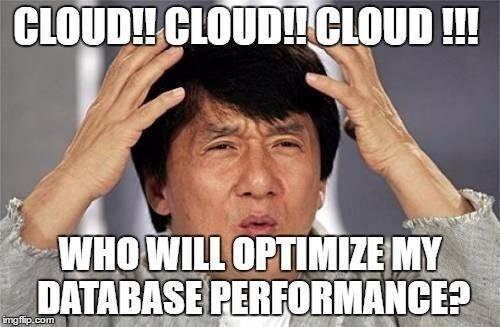 CLOUD!! CLOUD!! CLOUD !!!
WHO WILL OPTIMIZE MY
DATABASE PERFORMANCE?
imgflip.com